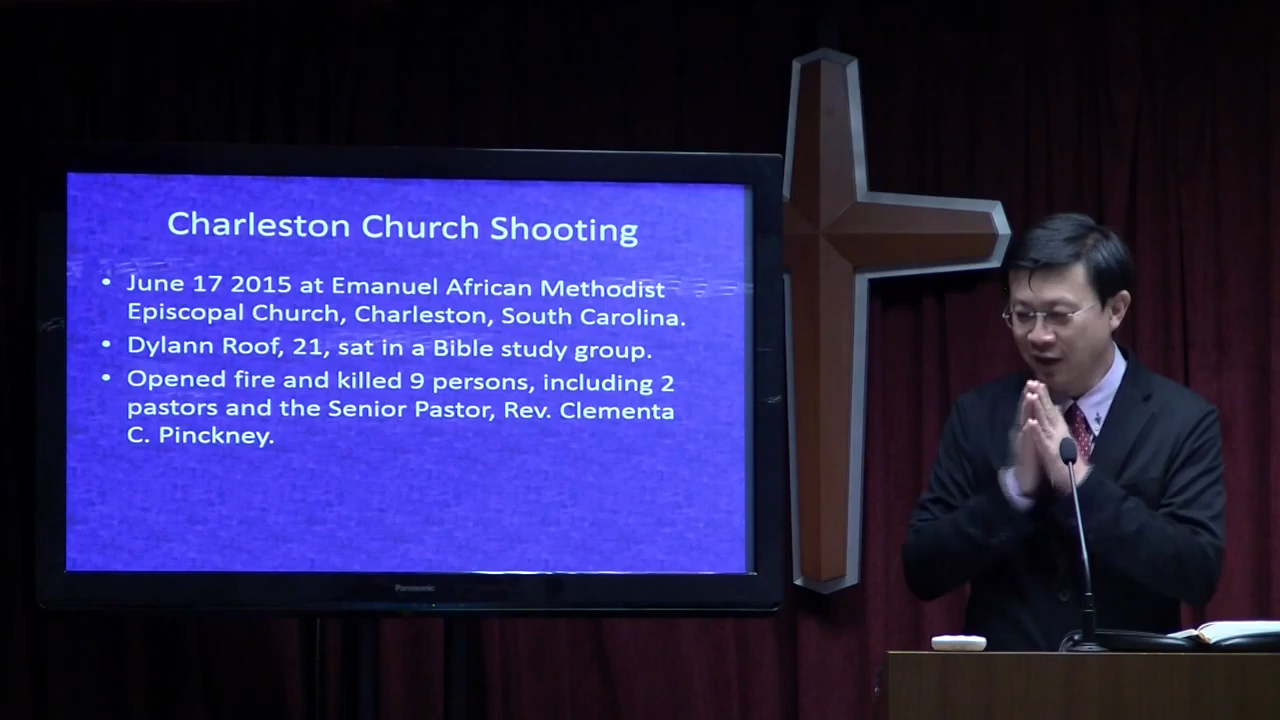 Charleston Church Shooting
• June 17 2015 at Emanuel African Methodist
Episcopal Church, Charleston, South Carolina.
• Dylann Roof, 21, sat in a Bible study group.
• Opened fire and killed 9 persons, including 2
pastors and the Senior Pastor, Rev. Clementa
C. Pinckney.
Panasonic